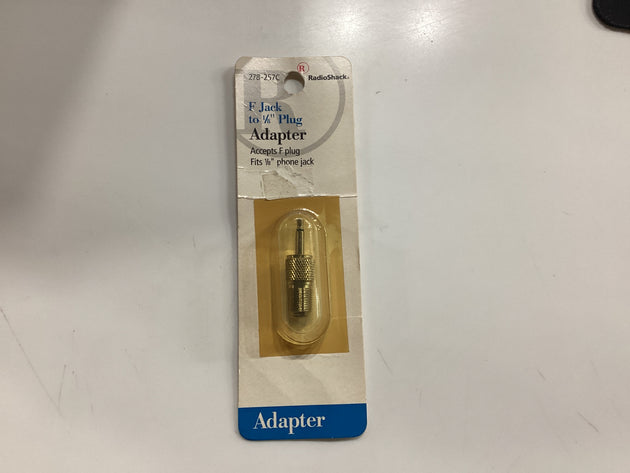 278-257C
RadioShack®
F Jack
to ⅛" Plug
Adapter
Accepts F plug
Fits ⅛" phone jack
Adapter